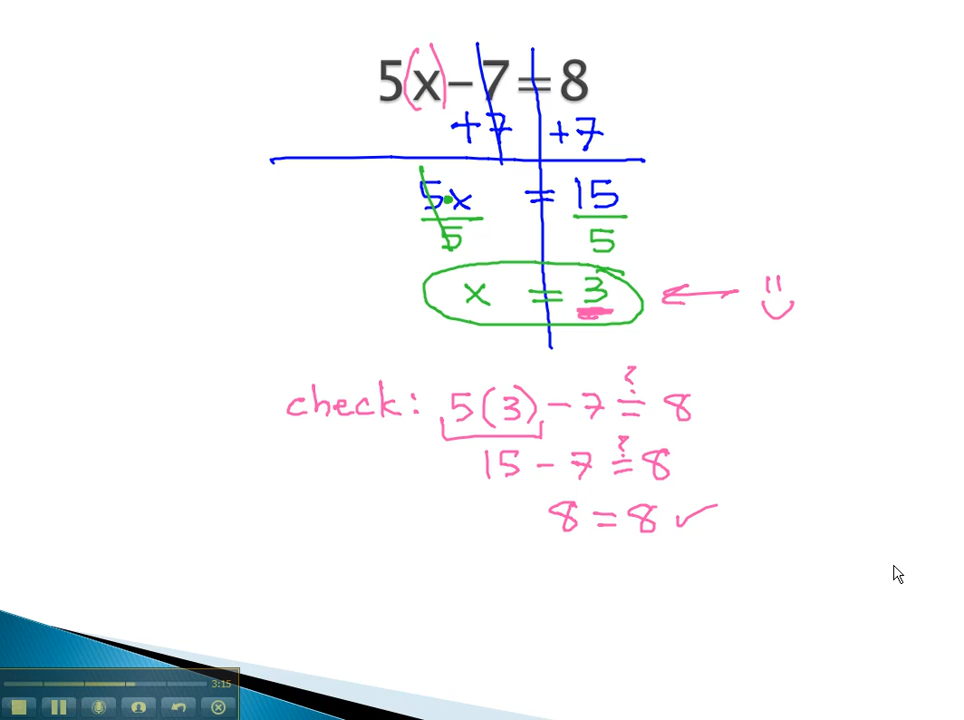 5(x)−7=8
+7 +7
5·x = 15
5 5
x = 3
check: 5(3) − 7 ≟ 8
15 − 7 ≟ 8
8 = 8 ✓
3:15